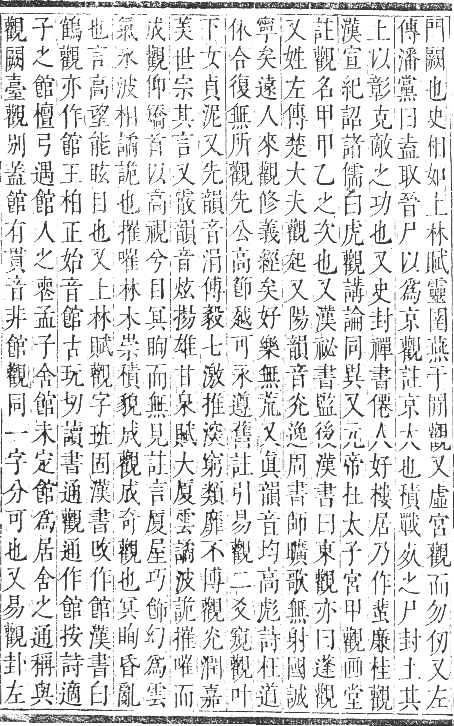 門闕也史相如上林賦靈圄燕于閒觀又虛宮觀而勿仞又左
傳潘黨曰盍取晉尸以爲京觀註京大也積戰敗之尸封土其
上以彰克敵之功也又史封禪書僊人好樓居乃作蜚廉桂觀
漢宣紀詔諸儒白虎觀講論同異又元帝在太子宮甲觀画堂
註觀名甲甲乙之次也又漢祕書監後漢書曰東觀亦曰蓬觀
又姓左傳楚大夫觀起又陽韻音光逸周書師曠歌無射國誠
寧矣遠人來觀修義經矣好樂無荒又眞韻音均高彪詩枉道
依合復無所觀先公高節越可永遵舊註引易觀二爻窺觀叶
下女貞泥又先韻音涓傅毅七激推漠窮類靡不博觀光潤嘉
美世宗其言又霰韻音炫揚雄甘泉賦大厦雲譎波詭摧嗺而
成觀仰矯首以高視兮目冥眴而無見註言厦屋巧飾幻爲雲
氣水波相譎詭也摧嗺林木崇積貌成觀成奇觀也冥眴昏亂
也言高望能眩目也又上林賦觀字班固漢書改作館漢書白
鶴觀亦作館王柏正始音館古玩切讀書通觀通作館按詩適
子之館檀弓遇館人之喪孟子舍館未定館爲居舍之通稱與
觀闕臺觀别蓋館有貫音非館觀同一字分可也又易觀卦左